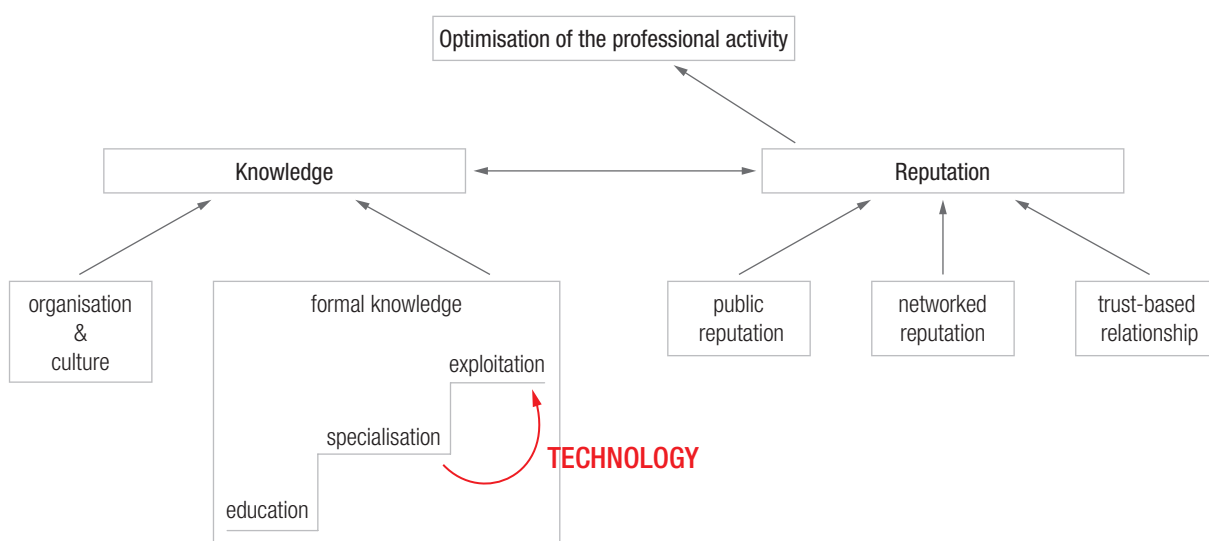 Optimisation of the professional activity
Knowledge
Reputation
organisation
&
culture
formal knowledge
exploitation
specialisation
education
TECHNOLOGY
public
reputation
networked
reputation
trust-based
relationship